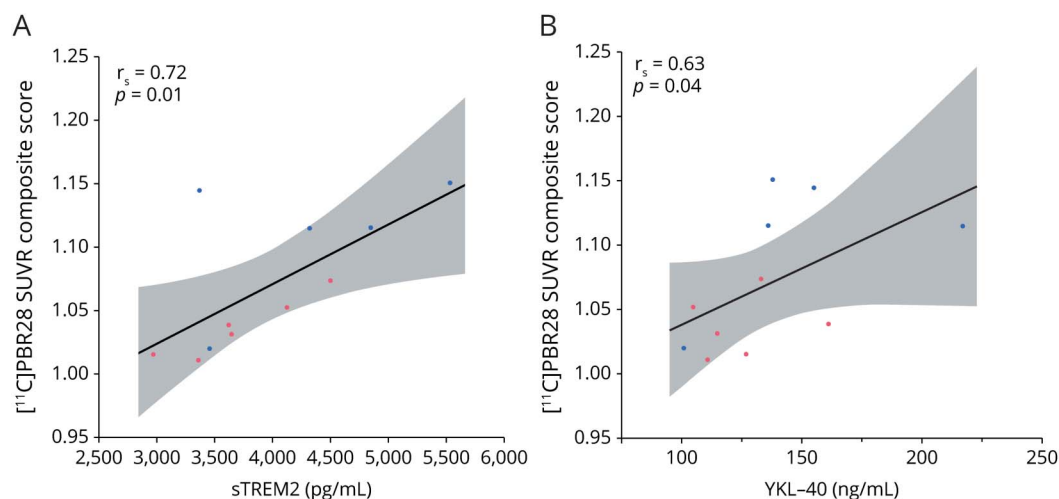 A
rₛ = 0.72
p = 0.01
[¹¹C]PBR28 SUVR composite score
1.25
1.20
1.15
1.10
1.05
1.00
0.95
2,500 3,000 3,500 4,000 4,500 5,000 5,500 6,000
sTREM2 (pg/mL)
B
rₛ = 0.63
p = 0.04
[¹¹C]PBR28 SUVR composite score
1.25
1.20
1.15
1.10
1.05
1.00
0.95
100 150 200 250
YKL–40 (ng/mL)